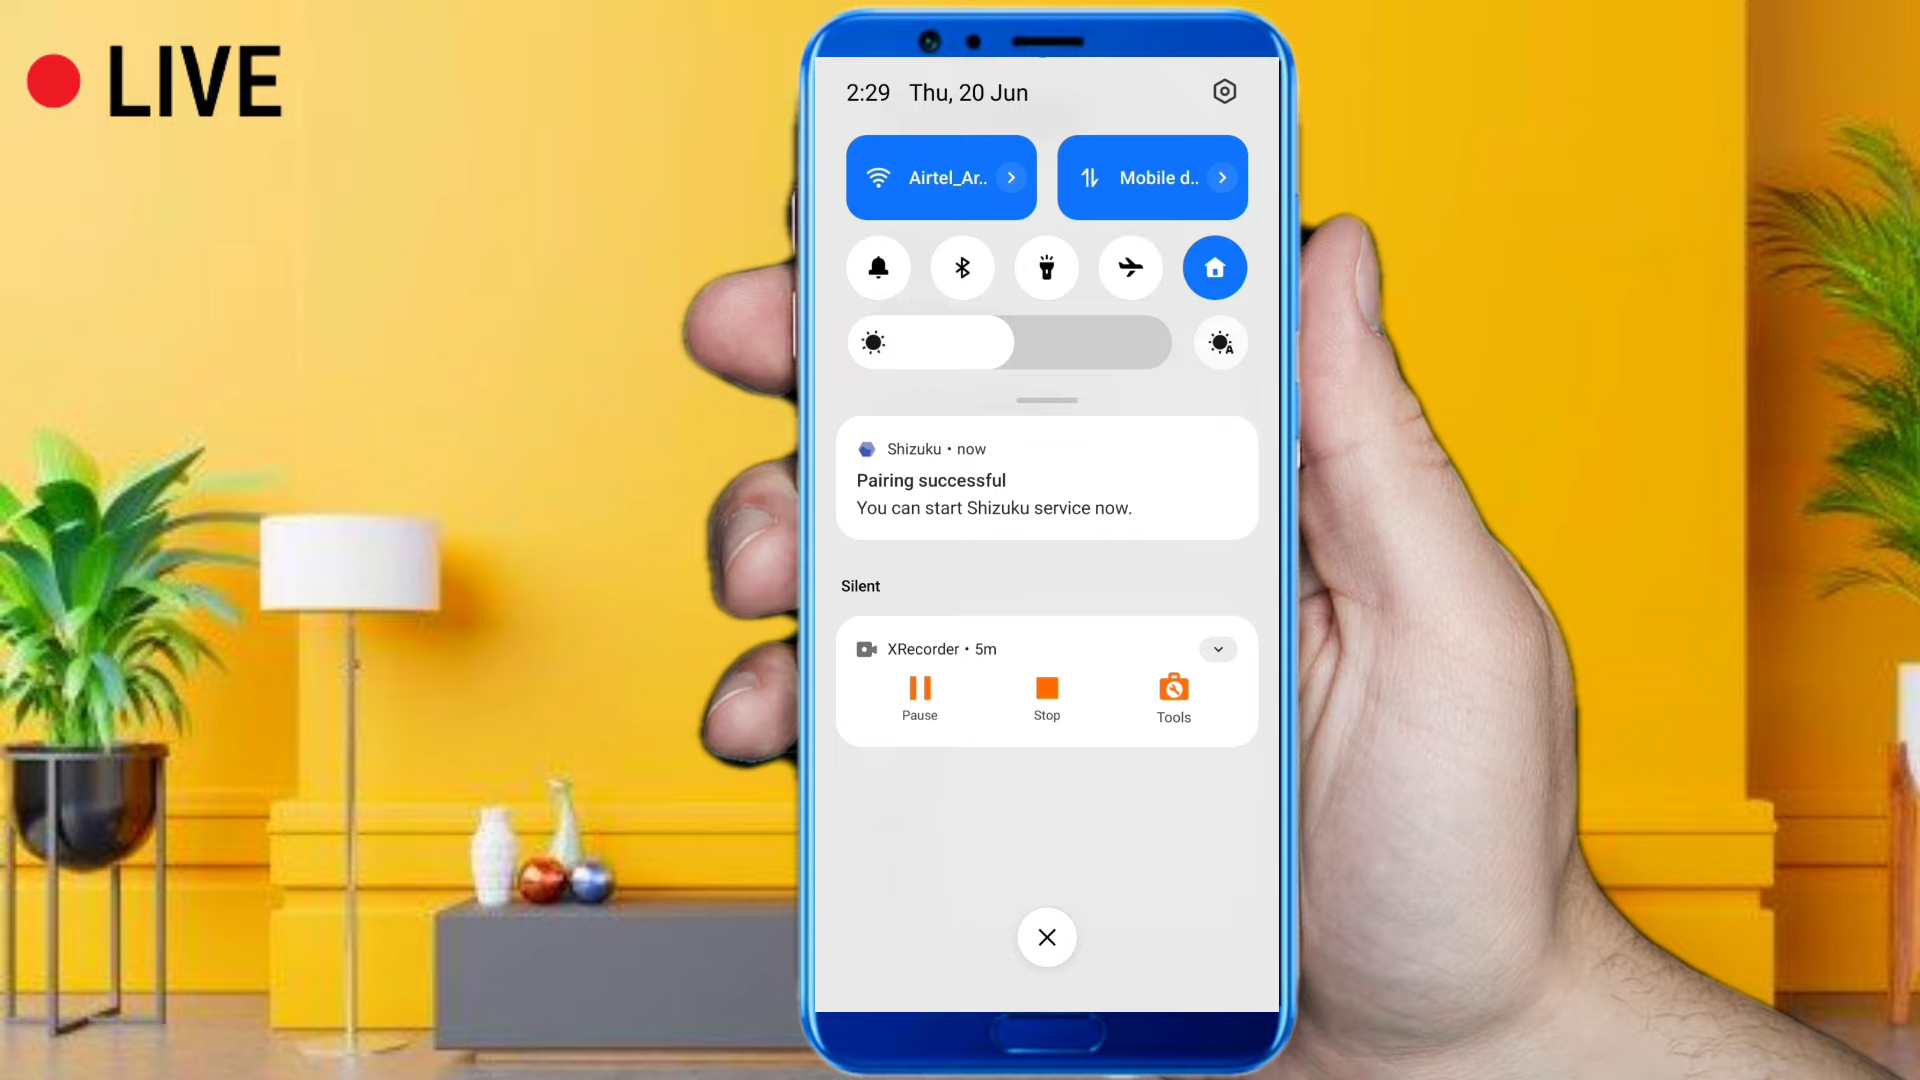 LIVE
2:29 Thu, 20 Jun
Airtel_Ar..
Mobile d..
A
Shizuku • now
Pairing successful
You can start Shizuku service now.
Silent
XRecorder • 5m
Pause
Stop
Tools